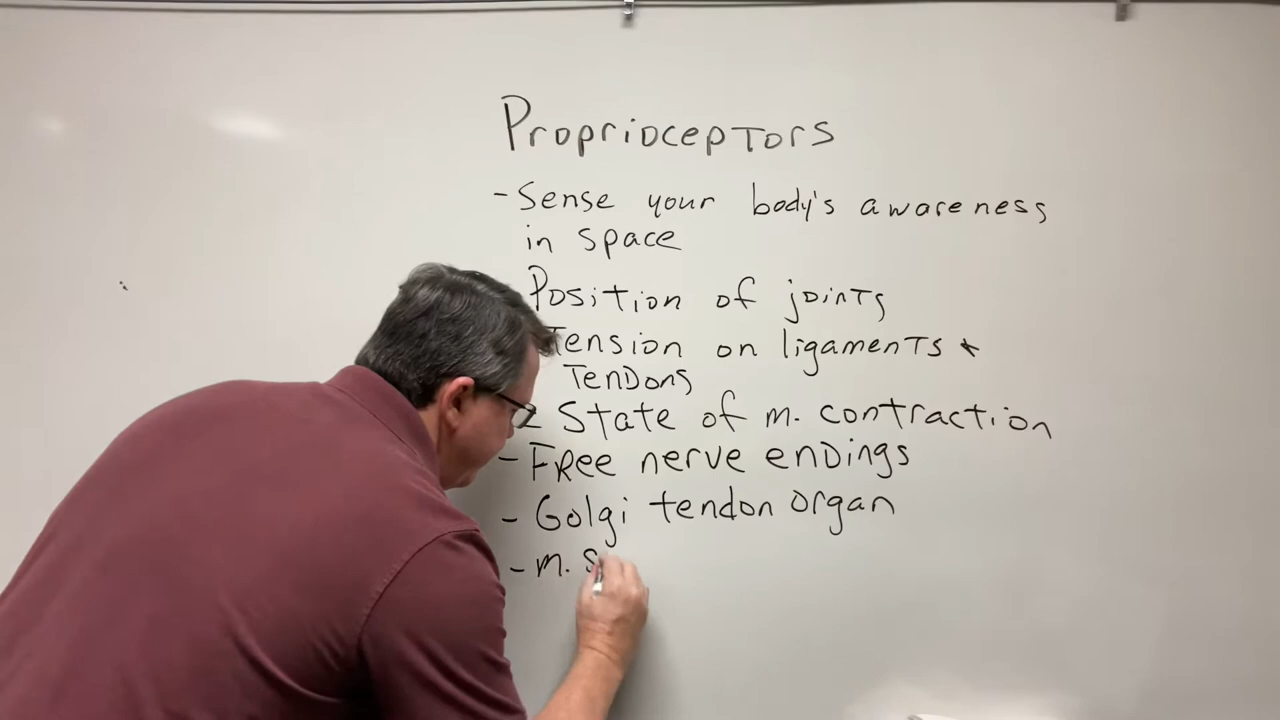 Proprioceptors
- Sense your body's awareness
in space
Position of joints
Tension on ligaments &
Tendons
State of m. contraction
- Free nerve endings
- Golgi tendon organ
- m. S